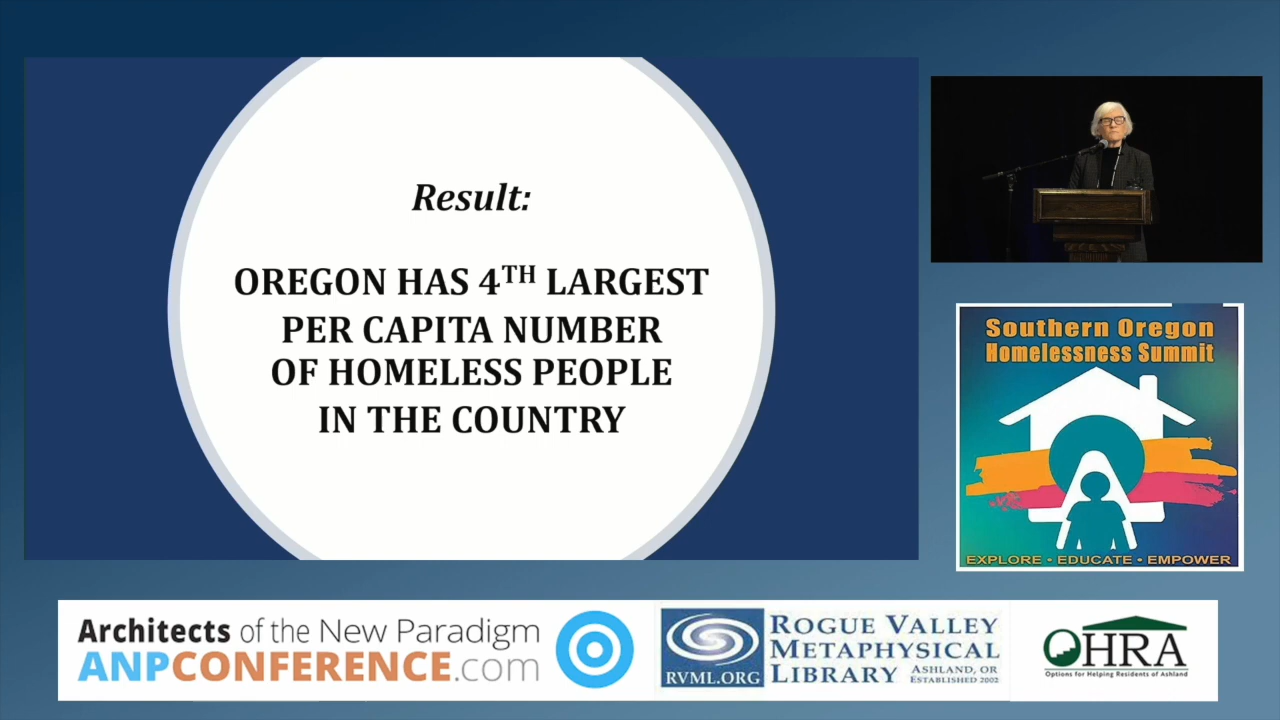 Result:
OREGON HAS 4TH LARGEST
PER CAPITA NUMBER
OF HOMELESS PEOPLE
IN THE COUNTRY
Southern Oregon
Homelessness Summit
EXPLORE • EDUCATE • EMPOWER
Architects of the New Paradigm
ANPCONFERENCE.com
RVML.ORG
ROGUE VALLEY
METAPHYSICAL
LIBRARY
ASHLAND, OR
ESTABLISHED 2002
OHRA
Options for Helping Residents of Ashland